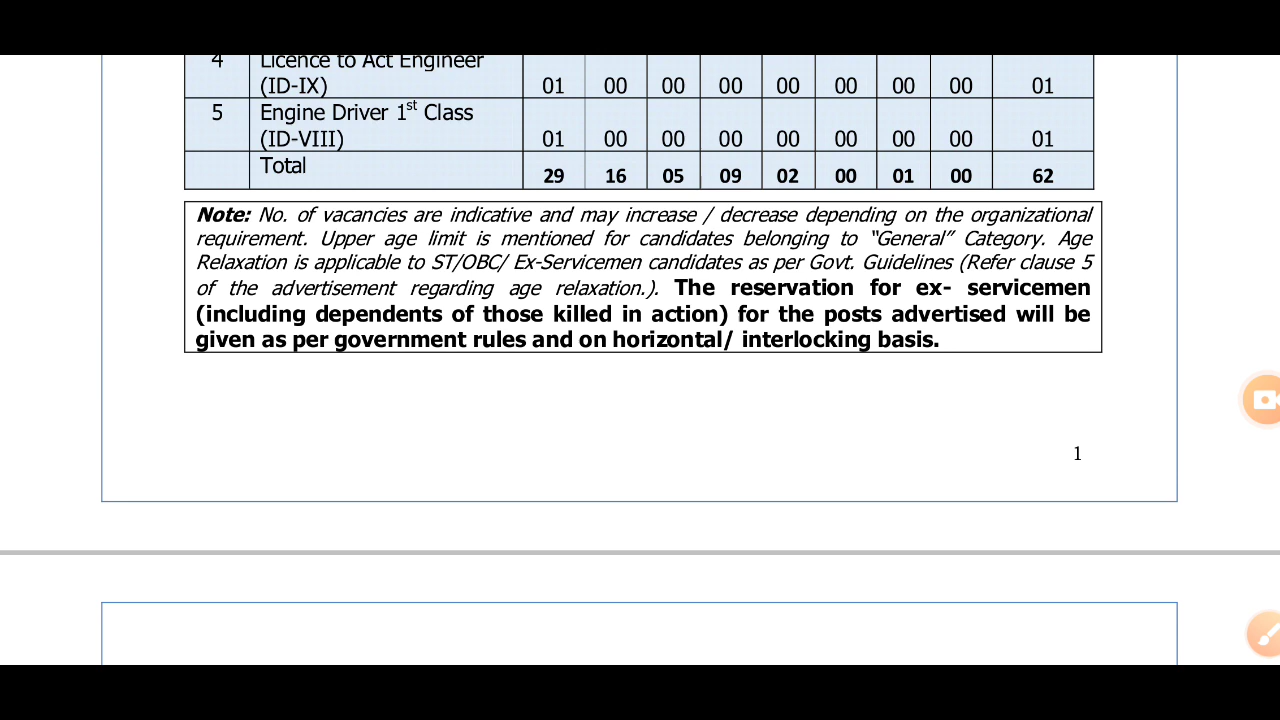 4 Licence to Act Engineer
(ID-IX) 01 00 00 00 00 00 00 00 01
5 Engine Driver 1st Class
(ID-VIII) 01 00 00 00 00 00 00 00 01
Total 29 16 05 09 02 00 01 00 62
Note: No. of vacancies are indicative and may increase / decrease depending on the organizational
requirement. Upper age limit is mentioned for candidates belonging to “General” Category. Age
Relaxation is applicable to ST/OBC/ Ex-Servicemen candidates as per Govt. Guidelines (Refer clause 5
of the advertisement regarding age relaxation.). The reservation for ex- servicemen
(including dependents of those killed in action) for the posts advertised will be
given as per government rules and on horizontal/ interlocking basis.
1